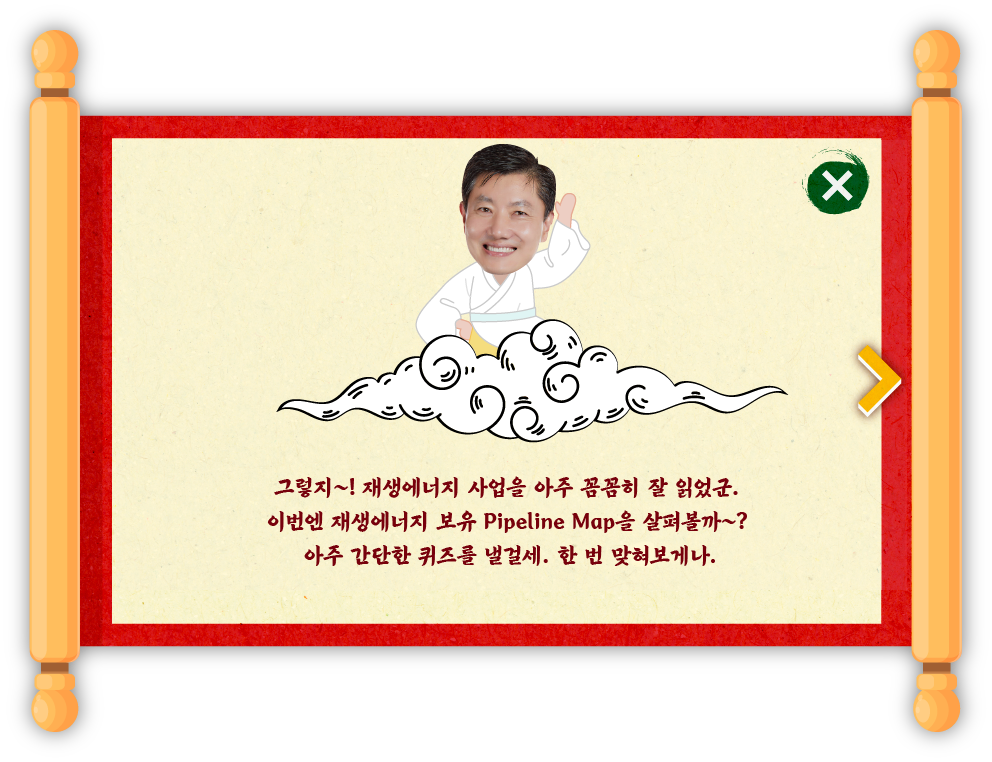 그렇지~! 재생에너지 사업을 아주 꼼꼼히 잘 읽었군.
이번엔 재생에너지 보유 Pipeline Map을 살펴볼까~?
아주 간단한 퀴즈를 낼걸세. 한 번 맞혀보게나.